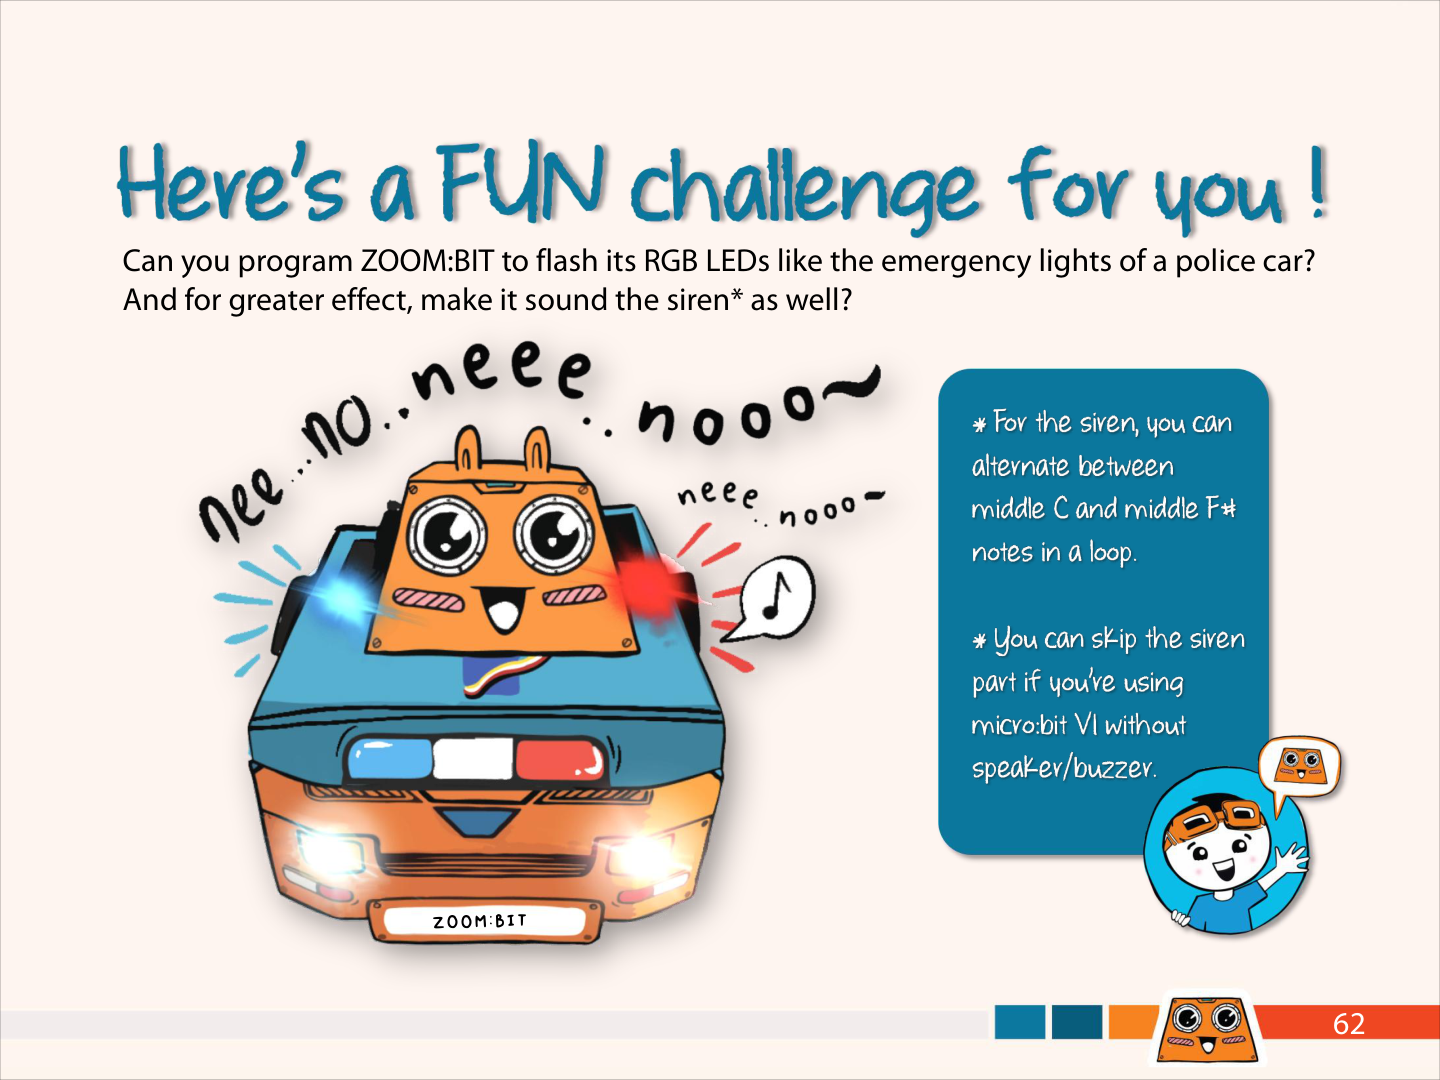 Here's a FUN challenge for you !
Can you program ZOOM:BIT to flash its RGB LEDs like the emergency lights of a police car?
And for greater effect, make it sound the siren* as well?
nee...NO..neee..nooo~
neee..nooo~
* For the siren, you can
alternate between
middle C and middle F#
notes in a loop.
* You can skip the siren
part if you're using
micro:bit V1 without
speaker/buzzer.
ZOOM:BIT
62